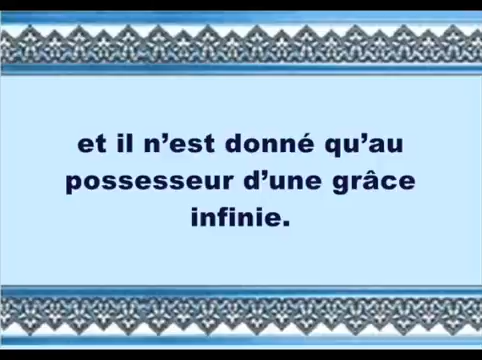 et il n’est donné qu’au
possesseur d’une grâce
infinie.